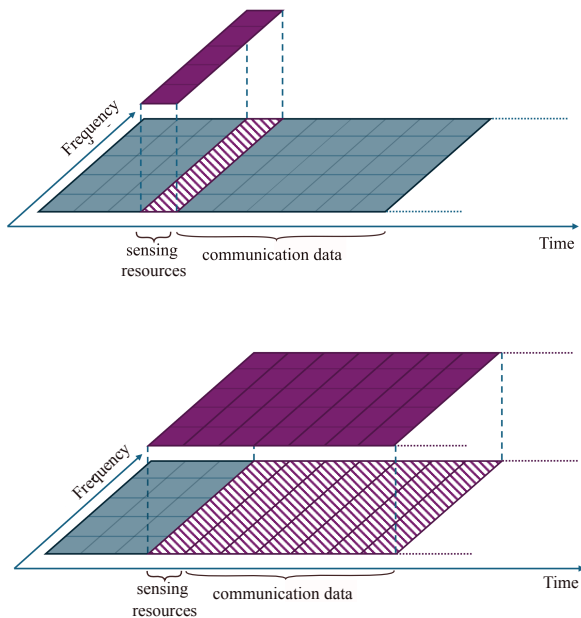 Frequency
Time
sensing
resources
communication data
Frequency
Time
sensing
resources
communication data